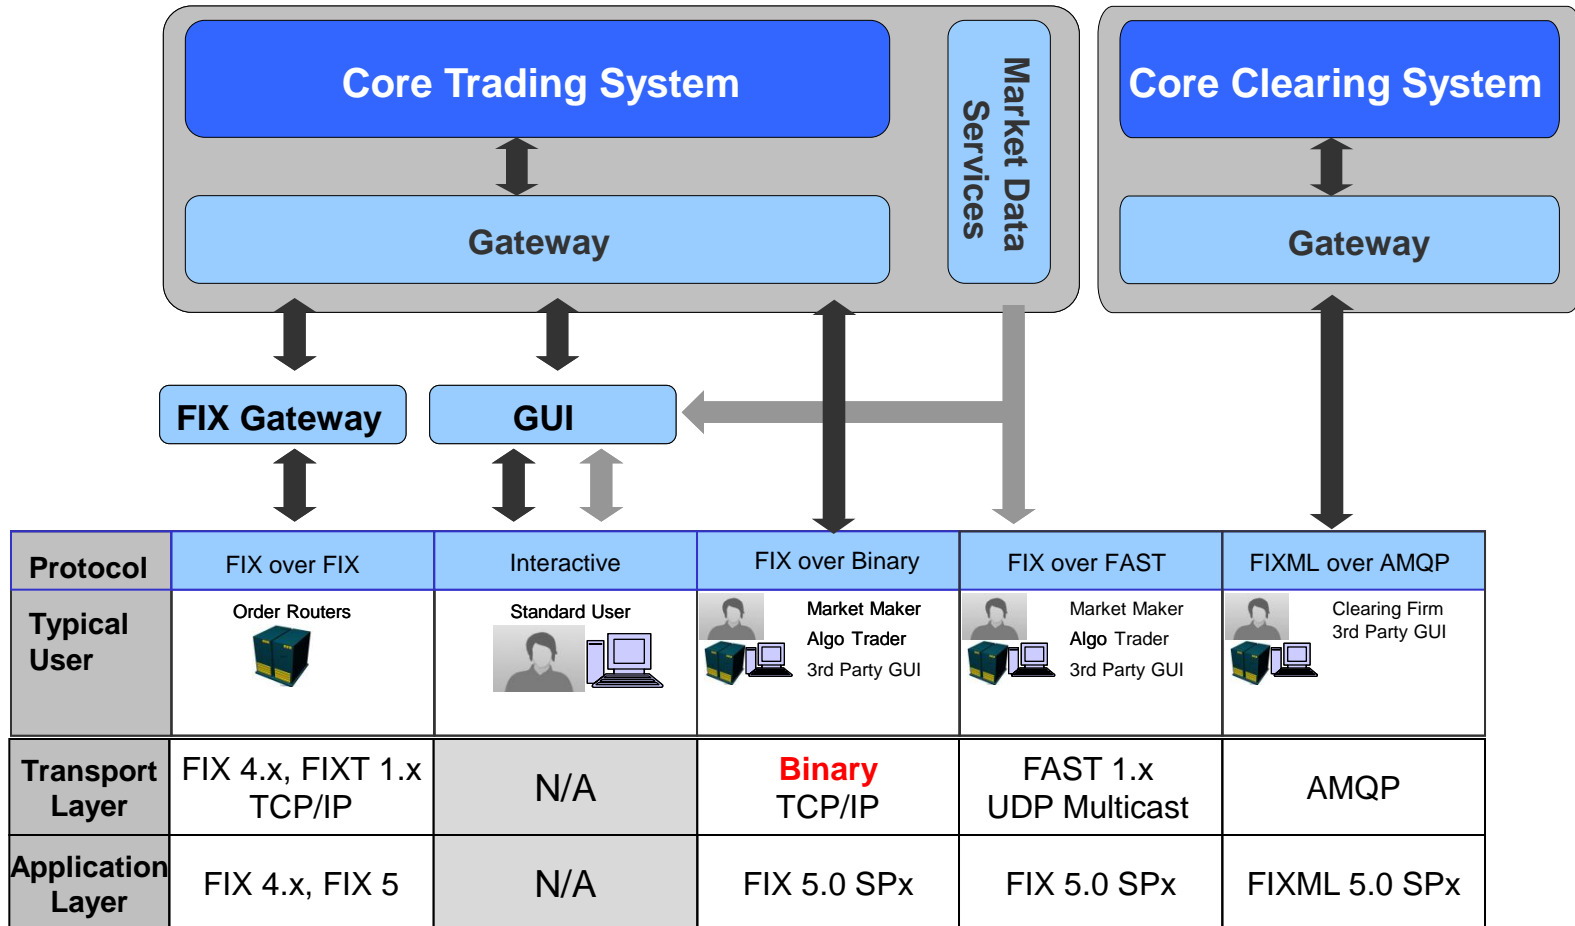 Core Trading System
Market Data
Services
Core Clearing System
Gateway
Gateway
FIX Gateway
GUI
Protocol
FIX over FIX
Interactive
FIX over Binary
FIX over FAST
FIXML over AMQP
Typical
User
Order Routers
Standard User
Market Maker
Algo Trader
3rd Party GUI
Market Maker
Algo Trader
3rd Party GUI
Clearing Firm
3rd Party GUI
Transport
Layer
FIX 4.x, FIXT 1.x
TCP/IP
N/A
Binary
TCP/IP
FAST 1.x
UDP Multicast
AMQP
Application
Layer
FIX 4.x, FIX 5
N/A
FIX 5.0 SPx
FIX 5.0 SPx
FIXML 5.0 SPx